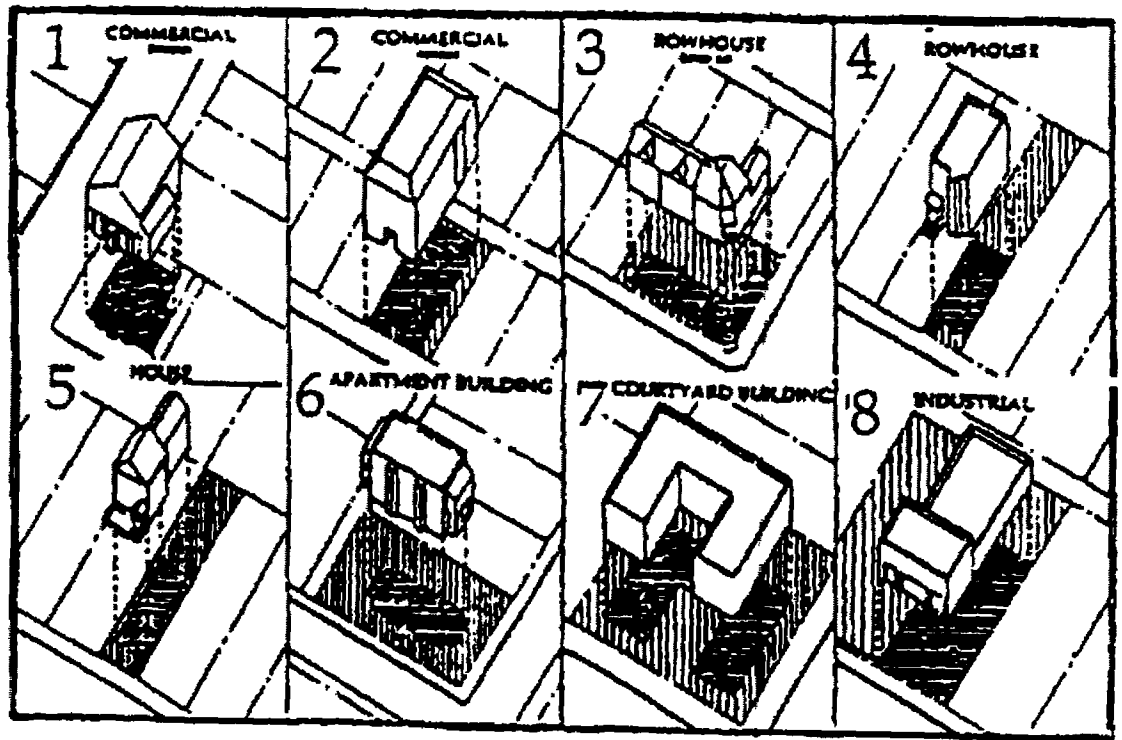 1 COMMERCIAL
2 COMMERCIAL
3 ROWHOUSE
4 ROWHOUSE
5 HOUSE
6 APARTMENT BUILDING
COURTYARD BUILDING
8 INDUSTRIAL